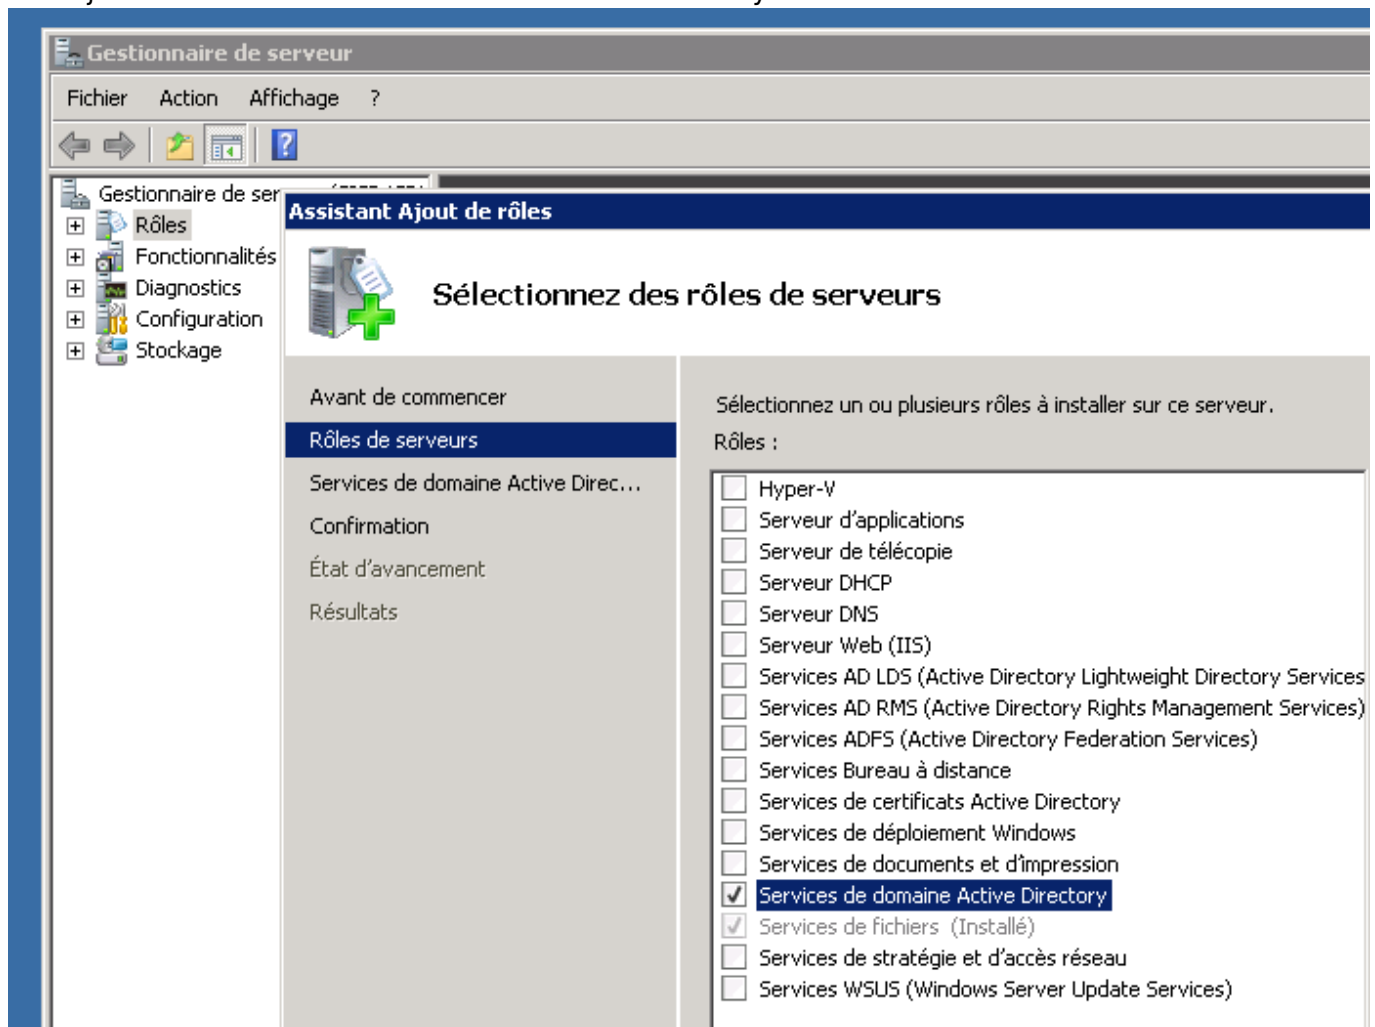 Gestionnaire de serveur
Fichier Action Affichage ?
Gestionnaire de ser
Rôles
Fonctionnalités
Diagnostics
Configuration
Stockage
Assistant Ajout de rôles
Sélectionnez des rôles de serveurs
Avant de commencer
Rôles de serveurs
Services de domaine Active Direc...
Confirmation
État d'avancement
Résultats
Sélectionnez un ou plusieurs rôles à installer sur ce serveur.
Rôles :
Hyper-V
Serveur d'applications
Serveur de télécopie
Serveur DHCP
Serveur DNS
Serveur Web (IIS)
Services AD LDS (Active Directory Lightweight Directory Services
Services AD RMS (Active Directory Rights Management Services)
Services ADFS (Active Directory Federation Services)
Services Bureau à distance
Services de certificats Active Directory
Services de déploiement Windows
Services de documents et d'impression
Services de domaine Active Directory
Services de fichiers (Installé)
Services de stratégie et d'accès réseau
Services WSUS (Windows Server Update Services)